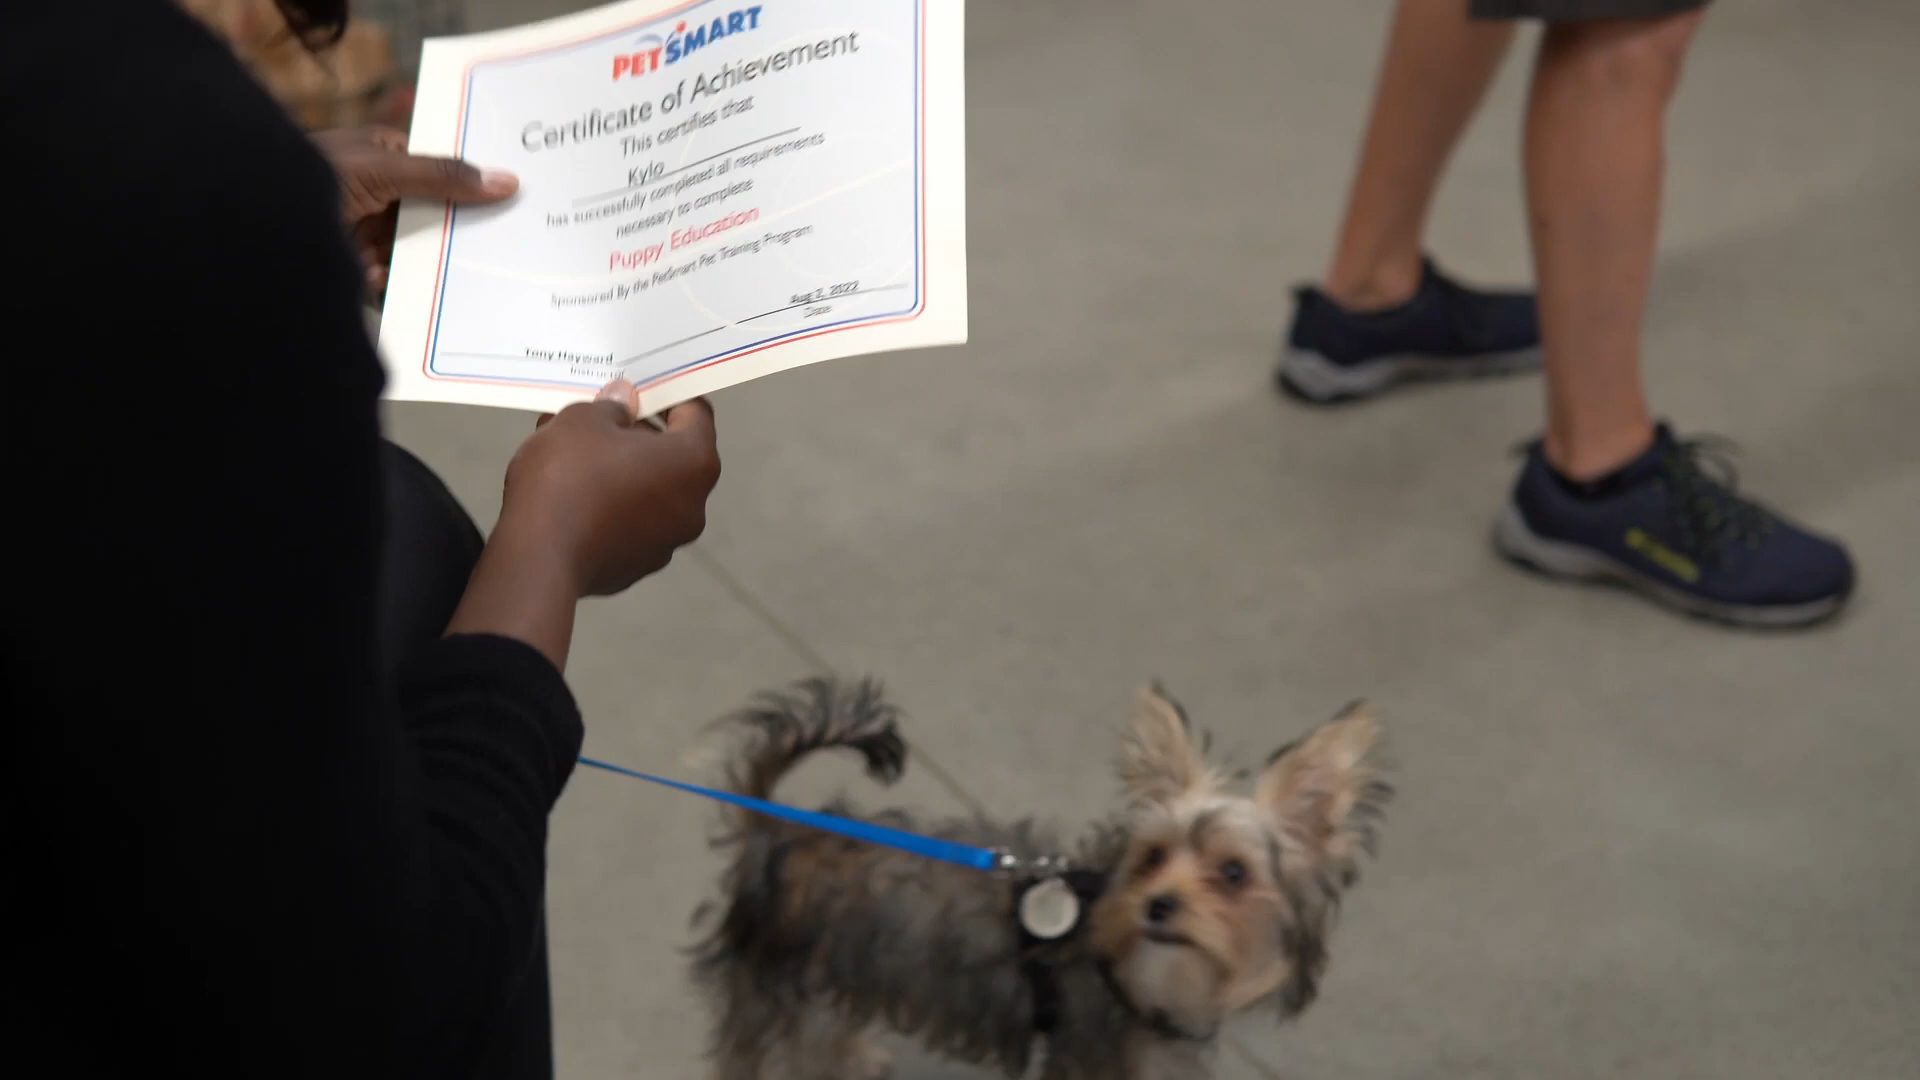 PETSMART
Certificate of Achievement
This certifies that
Kylo
has successfully completed all requirements
necessary to complete
Puppy Education
Sponsored By the PetSmart Pet Training Program
Aug 2, 2022
Date
Tony Hayward
Instructor